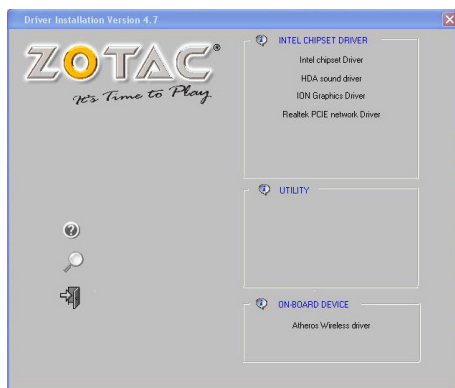 Driver Installation Version 4.7
ZOTAC®
It's Time to Play
INTEL CHIPSET DRIVER
Intel chipset Driver
HDA sound driver
ION Graphics Driver
Realtek PCIE network Driver
UTILITY
ON-BOARD DEVICE
Atheros Wireless driver